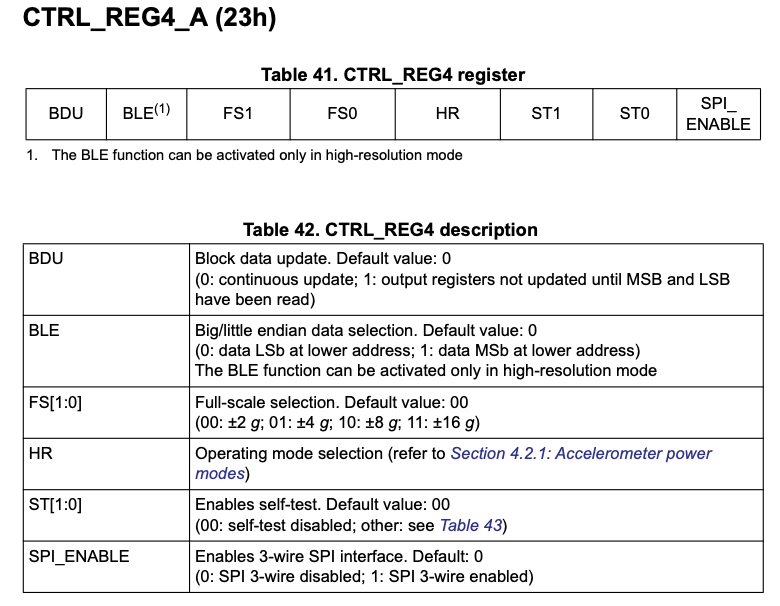 CTRL_REG4_A (23h)
Table 41. CTRL_REG4 register
BDU BLE(1) FS1 FS0 HR ST1 ST0 SPI_
ENABLE
1. The BLE function can be activated only in high-resolution mode
Table 42. CTRL_REG4 description
BDU Block data update. Default value: 0
(0: continuous update; 1: output registers not updated until MSB and LSB
have been read)
BLE Big/little endian data selection. Default value: 0
(0: data LSb at lower address; 1: data MSb at lower address)
The BLE function can be activated only in high-resolution mode
FS[1:0] Full-scale selection. Default value: 00
(00: ±2 g; 01: ±4 g; 10: ±8 g; 11: ±16 g)
HR Operating mode selection (refer to Section 4.2.1: Accelerometer power
modes)
ST[1:0] Enables self-test. Default value: 00
(00: self-test disabled; other: see Table 43)
SPI_ENABLE Enables 3-wire SPI interface. Default: 0
(0: SPI 3-wire disabled; 1: SPI 3-wire enabled)